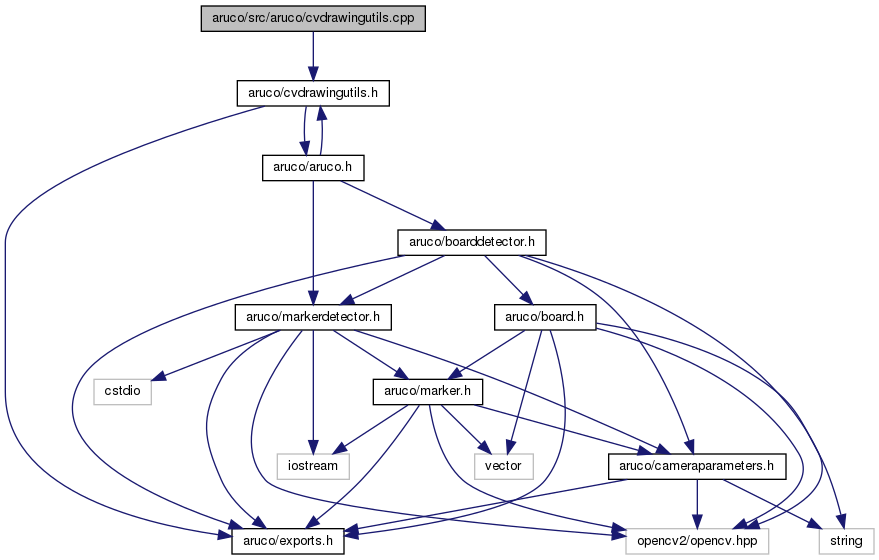 aruco/src/aruco/cvdrawingutils.cpp
aruco/cvdrawingutils.h
aruco/aruco.h
aruco/boarddetector.h
aruco/markerdetector.h
aruco/board.h
cstdio
aruco/marker.h
iostream
vector
aruco/cameraparameters.h
aruco/exports.h
opencv2/opencv.hpp
string